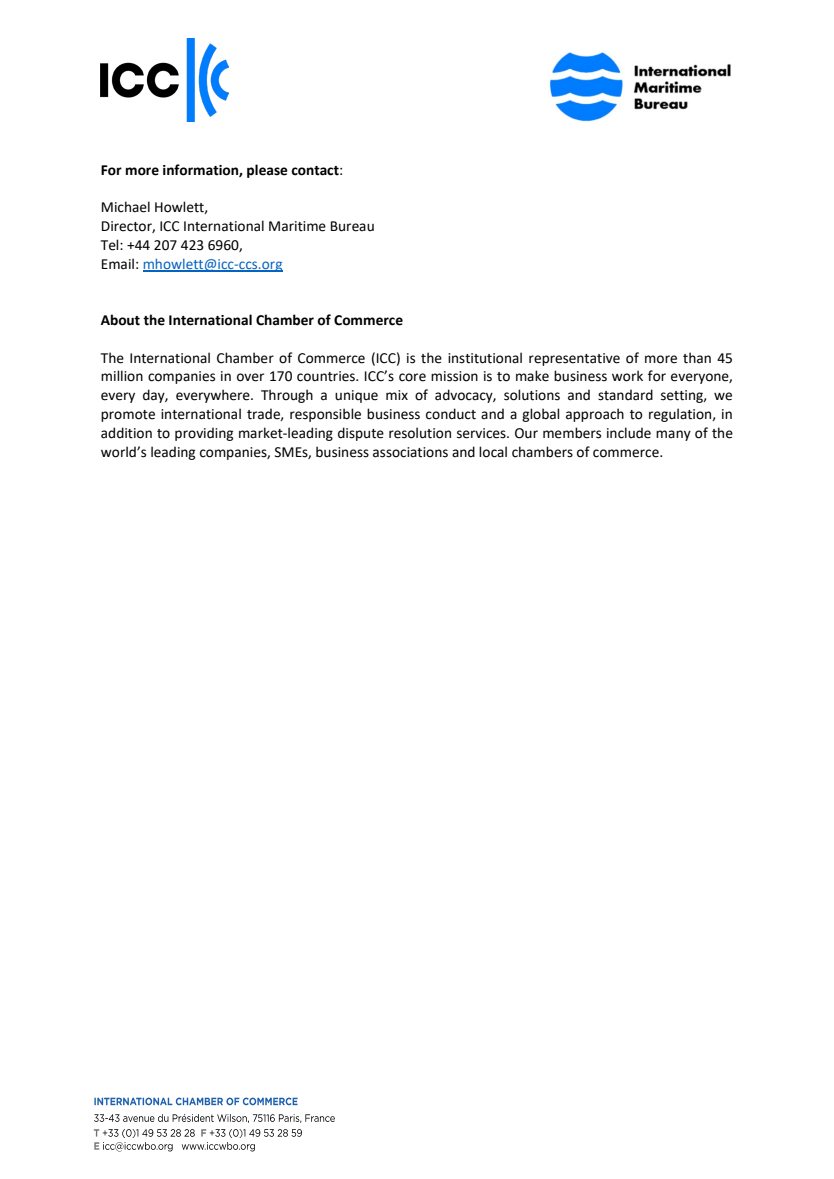 ICC
International
Maritime
Bureau
For more information, please contact:
Michael Howlett,
Director, ICC International Maritime Bureau
Tel: +44 207 423 6960,
Email: mhowlett@icc-ccs.org
About the International Chamber of Commerce
The International Chamber of Commerce (ICC) is the institutional representative of more than 45
million companies in over 170 countries. ICC’s core mission is to make business work for everyone,
every day, everywhere. Through a unique mix of advocacy, solutions and standard setting, we
promote international trade, responsible business conduct and a global approach to regulation, in
addition to providing market-leading dispute resolution services. Our members include many of the
world’s leading companies, SMEs, business associations and local chambers of commerce.
INTERNATIONAL CHAMBER OF COMMERCE
33-43 avenue du Président Wilson, 75116 Paris, France
T +33 (0)1 49 53 28 28 F +33 (0)1 49 53 28 59
E icc@iccwbo.org www.iccwbo.org